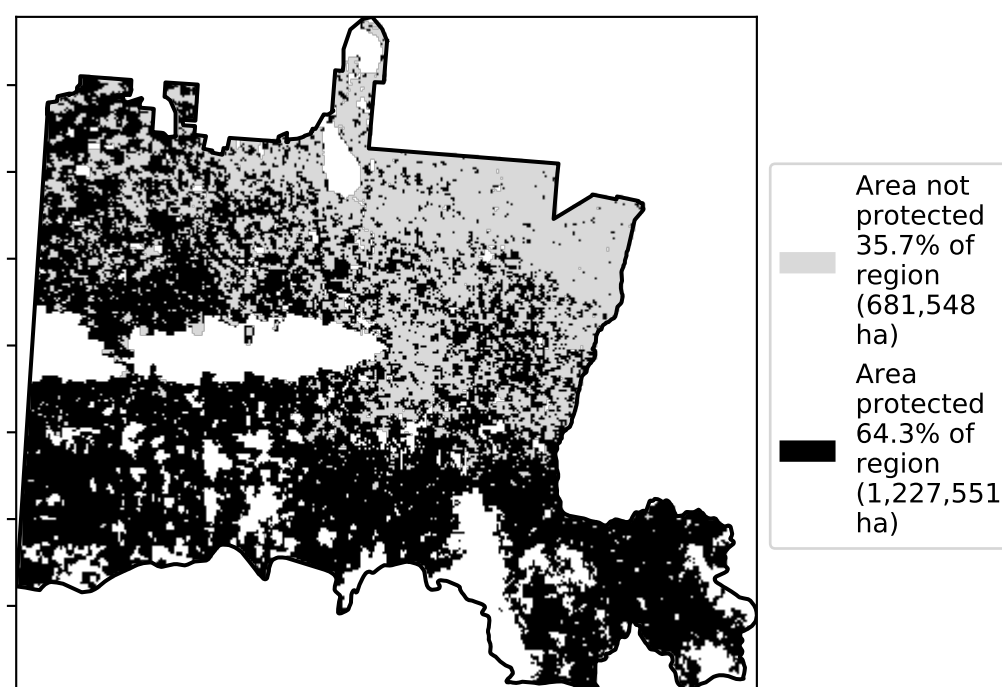 Area not
protected
35.7% of
region
(681,548
ha)
Area
protected
64.3% of
region
(1,227,551
ha)